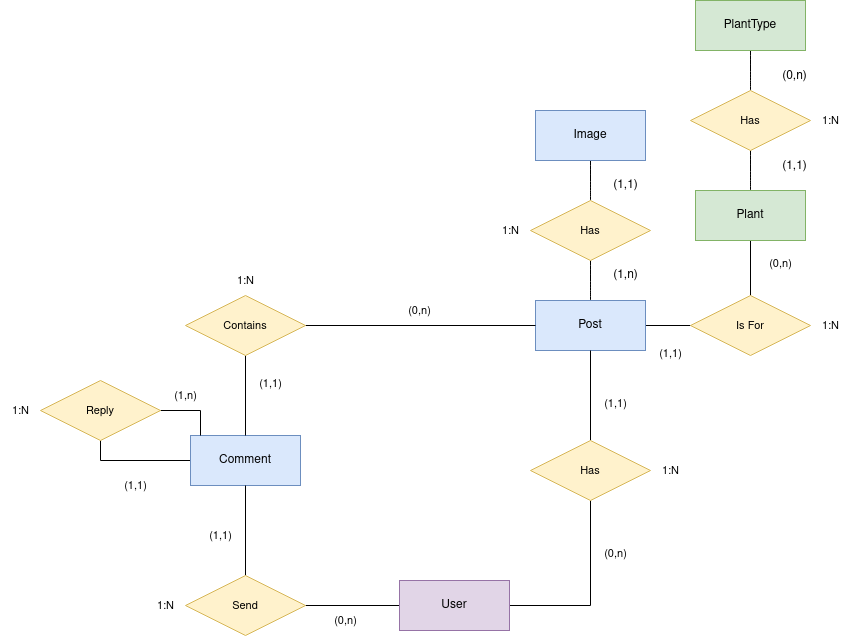 PlantType
(0,n)
Has
1:N
Image
(1,1)
(1,1)
Plant
1:N
Has
(0,n)
(1,n)
1:N
(0,n)
Contains
Post
Is For
1:N
(1,1)
(1,1)
(1,n)
1:N
Reply
(1,1)
Comment
Has
1:N
(1,1)
(1,1)
(0,n)
1:N
Send
User
(0,n)